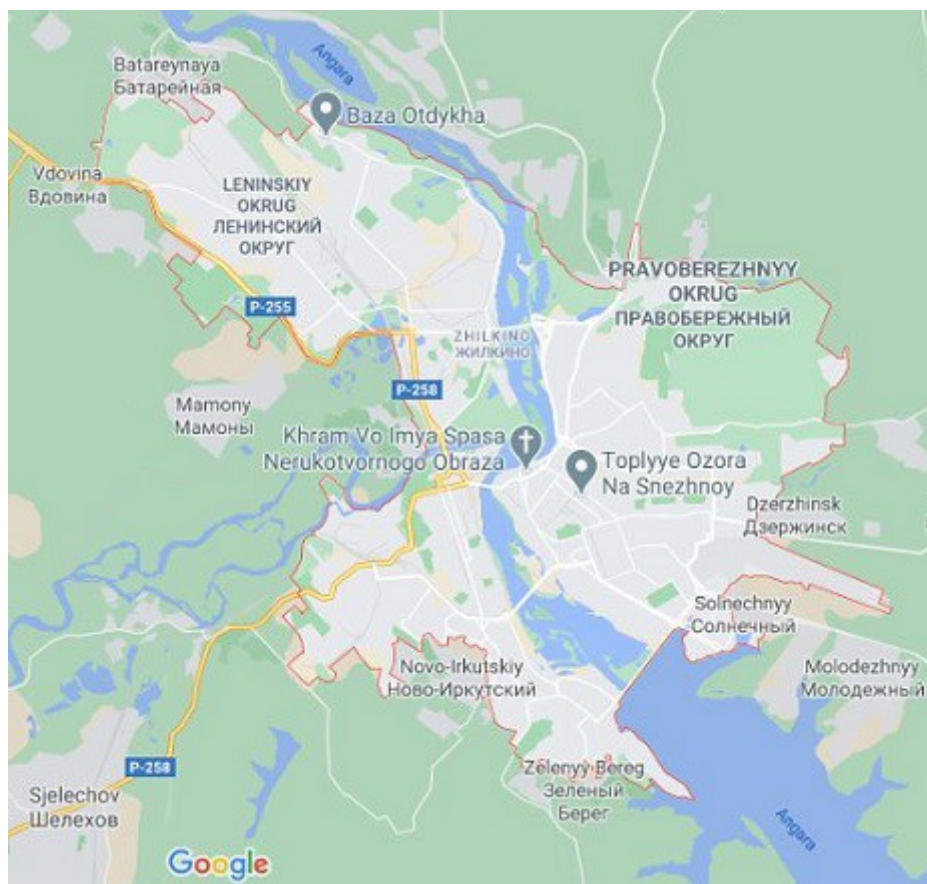 Angara
Batareynaya
Батарейная
Baza Otdykha
Vdovina
Вдовина
LENINSKIY
OKRUG
ЛЕНИНСКИЙ
ОКРУГ
PRAVOBEREZHNYY
OKRUG
ПРАВОБЕРЕЖНЫЙ
ОКРУГ
P-255
ZHILKINO
ЖИЛКИНО
P-258
Mamony
Мамоны
Khram Vo Imya Spasa
Nerukotvornogo Obraza
Toplyye Ozora
Na Snezhnoy
Dzerzhinsk
Дзержинск
Solnechnyy
Солнечный
Novo-Irkutskiy
Ново-Иркутский
Molodezhnyy
Молодежный
P-258
Zelenyy Bereg
Зеленый
Берег
Sjelechov
Шелехов
Angara
Google